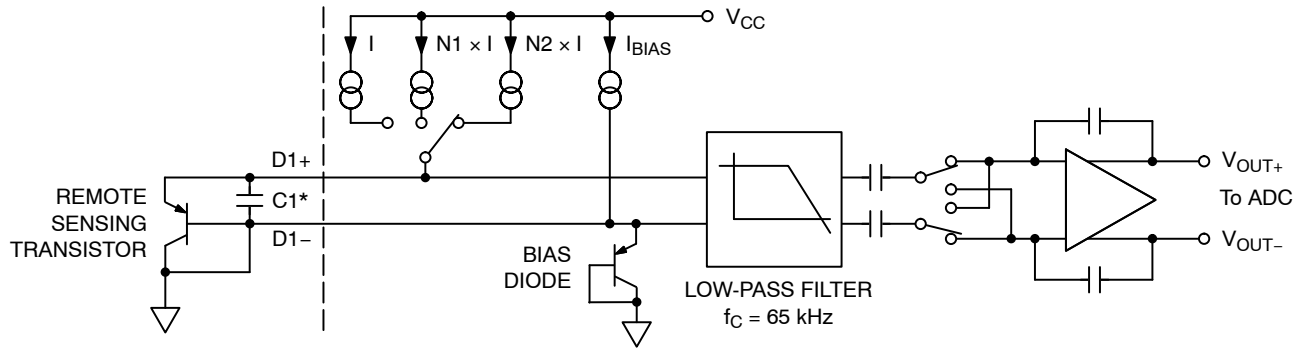 V_CC
I
N1 × I
N2 × I
I_BIAS
D1+
C1*
D1−
REMOTE
SENSING
TRANSISTOR
BIAS
DIODE
LOW-PASS FILTER
f_C = 65 kHz
V_OUT+
To ADC
V_OUT−